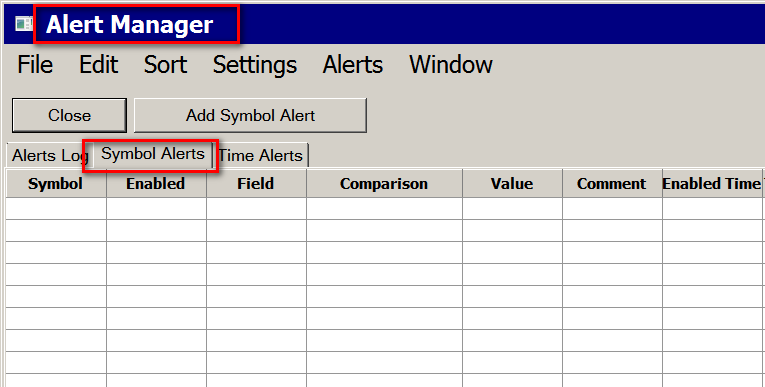 Alert Manager
File Edit Sort Settings Alerts Window
Close Add Symbol Alert
Alerts Log Symbol Alerts Time Alerts
Symbol Enabled Field Comparison Value Comment Enabled Time